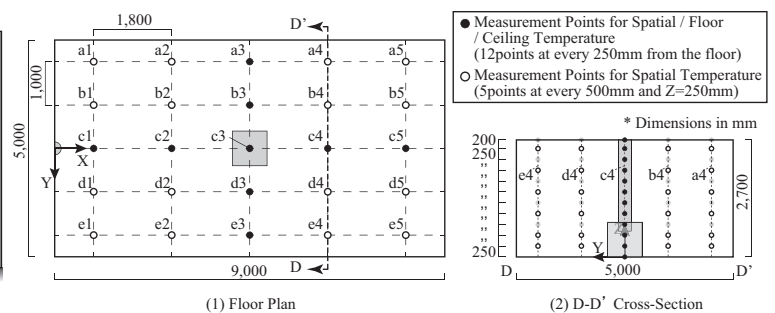 1,800
D’
a1 a2 a3 a4 a5
1,000
b1 b2 b3 b4 b5
5,000
c1 c2 c3 c4 c5
X
Y
d1 d2 d3 d4 d5
e1 e2 e3 e4 e5
D
9,000
(1) Floor Plan
● Measurement Points for Spatial / Floor
/ Ceiling Temperature
(12points at every 250mm from the floor)
○ Measurement Points for Spatial Temperature
(5points at every 500mm and Z=250mm)
* Dimensions in mm
200
250
„
„
„
„
„
„
„
„
250
e4 d4 c4 b4 a4
2,700
Y
D 5,000 D’
(2) D-D’ Cross-Section